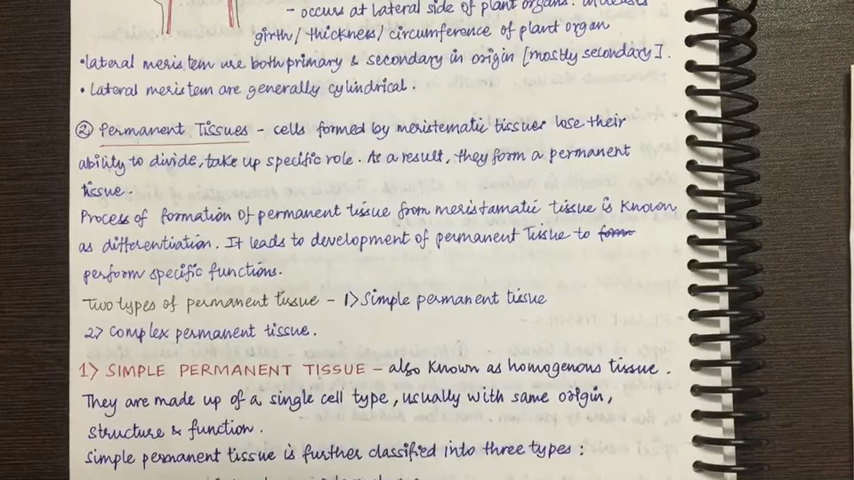 - occurs at lateral side of plant organs.
girth / thickness / circumference of plant organ
• lateral meristem are both primary & secondary in origin [mostly secondary].
• Lateral meristem are generally cylindrical.
② Permanent Tissues - cells formed by meristematic tissues lose their
ability to divide, take up specific role. As a result, they form a permanent
tissue.
Process of formation of permanent tissue from meristamatic tissue is known
as differentiation. It leads to development of permanent Tissue to form
perform specific functions.
Two types of permanent tissue - 1> Simple permanent tissue
2> Complex permanent tissue.
1> SIMPLE PERMANENT TISSUE - also known as homogenous tissue.
They are made up of a single cell type, usually with same origin,
structure & function.
Simple permanent tissue is further classified into three types :